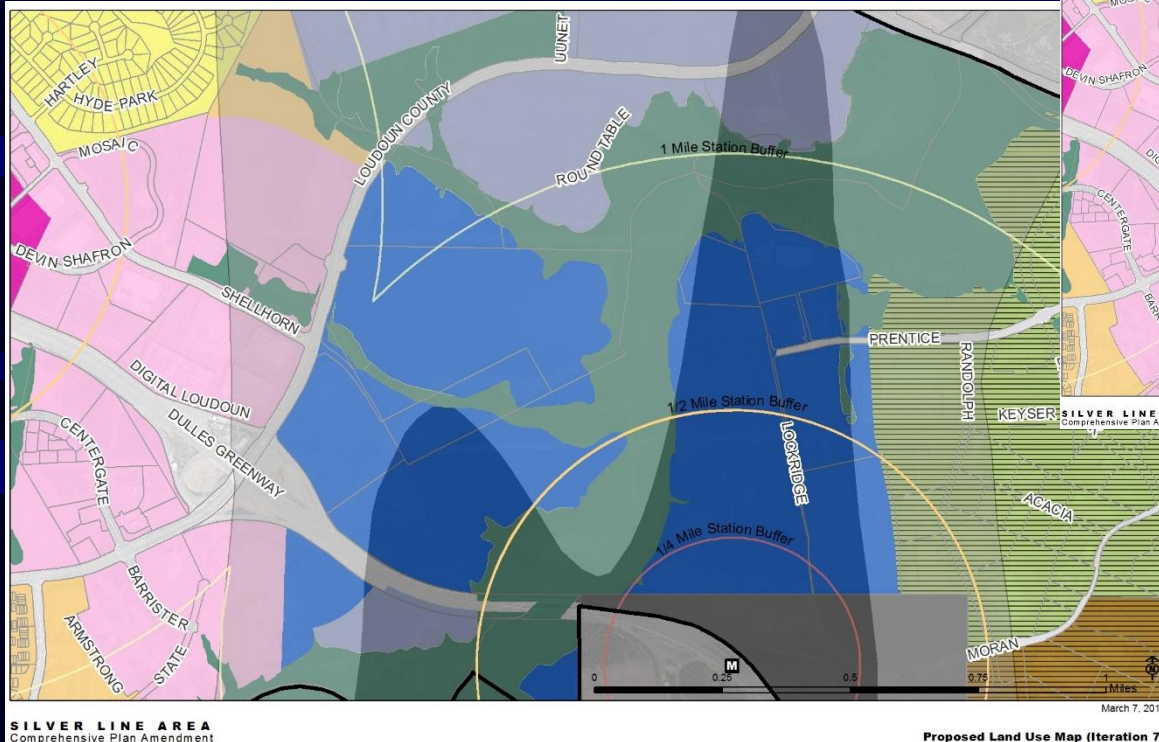 HARTLEY
HYDE PARK
MOSAIC
DEVIN SHAFRON
SHELLHORN
LOUDOUN COUNTY
UUNET
ROUND TABLE
1 Mile Station Buffer
DIGITAL LOUDOUN
DULLES GREENWAY
CENTERGATE
BARRISTER
STATE
ARMSTRONG
PRENTICE
RANDOLPH
KEYSER
ACACIA
1/2 Mile Station Buffer
LOCKRIDGE
1/4 Mile Station Buffer
MORAN
M
0 0.25 0.5 0.75 1
Miles
N
March 7, 201
SILVER LINE AREA
Comprehensive Plan Amendment
Proposed Land Use Map (Iteration 7
DEVIN SHAFRON
CENTERGATE
SILVER LINE
Comprehensive Plan A